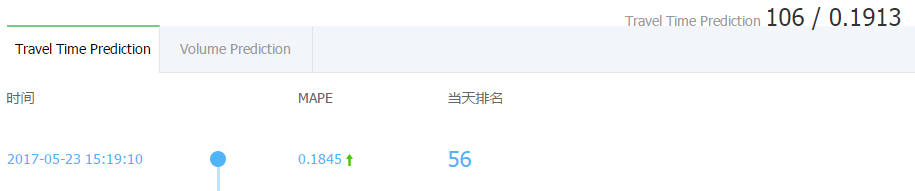 Travel Time Prediction 106 / 0.1913
Travel Time Prediction Volume Prediction
时间 MAPE 当天排名
2017-05-23 15:19:10 0.1845 56